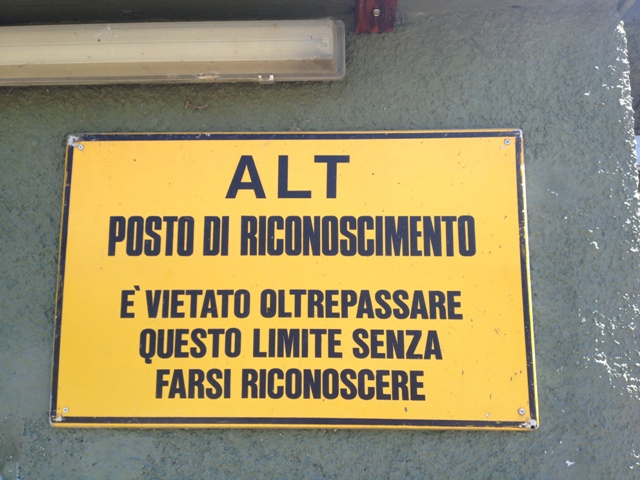 ALT
POSTO DI RICONOSCIMENTO
E` VIETATO OLTREPASSARE
QUESTO LIMITE SENZA
FARSI RICONOSCERE